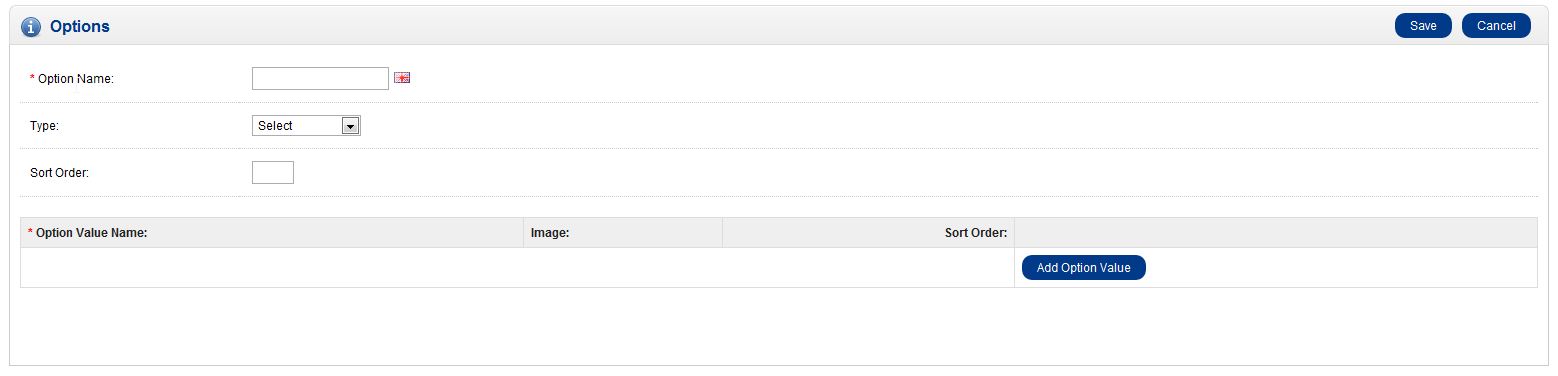 Options
Save Cancel
* Option Name:
Type: Select
Sort Order:
* Option Value Name: Image: Sort Order:
Add Option Value